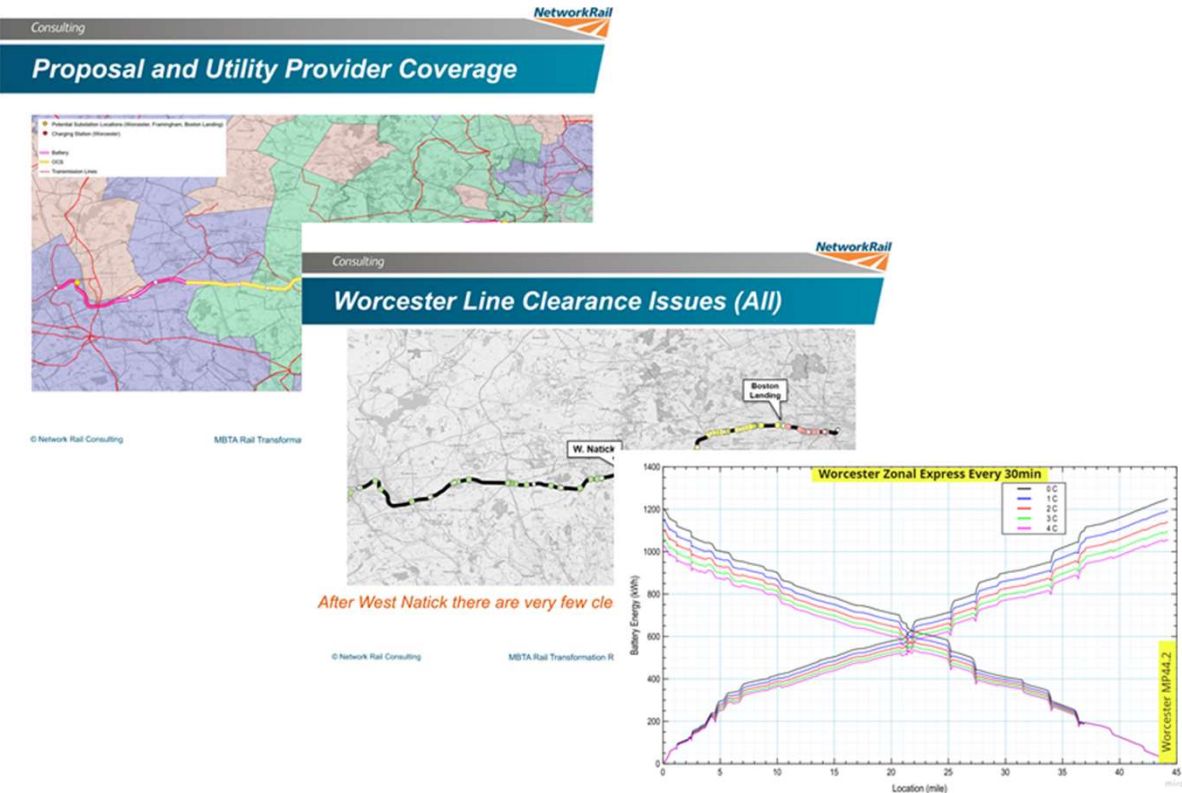 NetworkRail
Consulting
Proposal and Utility Provider Coverage
Potential Substation Locations (Worcester, Framingham, Boston Landing)
Charging Station (Worcester)
Battery
OCS
Transmission Lines
© Network Rail Consulting
MBTA Rail Transforma
NetworkRail
Consulting
Worcester Line Clearance Issues (All)
Boston
Landing
W. Natick
After West Natick there are very few cle
© Network Rail Consulting
MBTA Rail Transformation R
Worcester Zonal Express Every 30min
0 C
1 C
2 C
3 C
4 C
Battery Energy (kWh)
1400
1200
1000
800
600
400
200
0
0 5 10 15 20 25 30 35 40 45
Location (mile)
Worcester MP44.2
miro